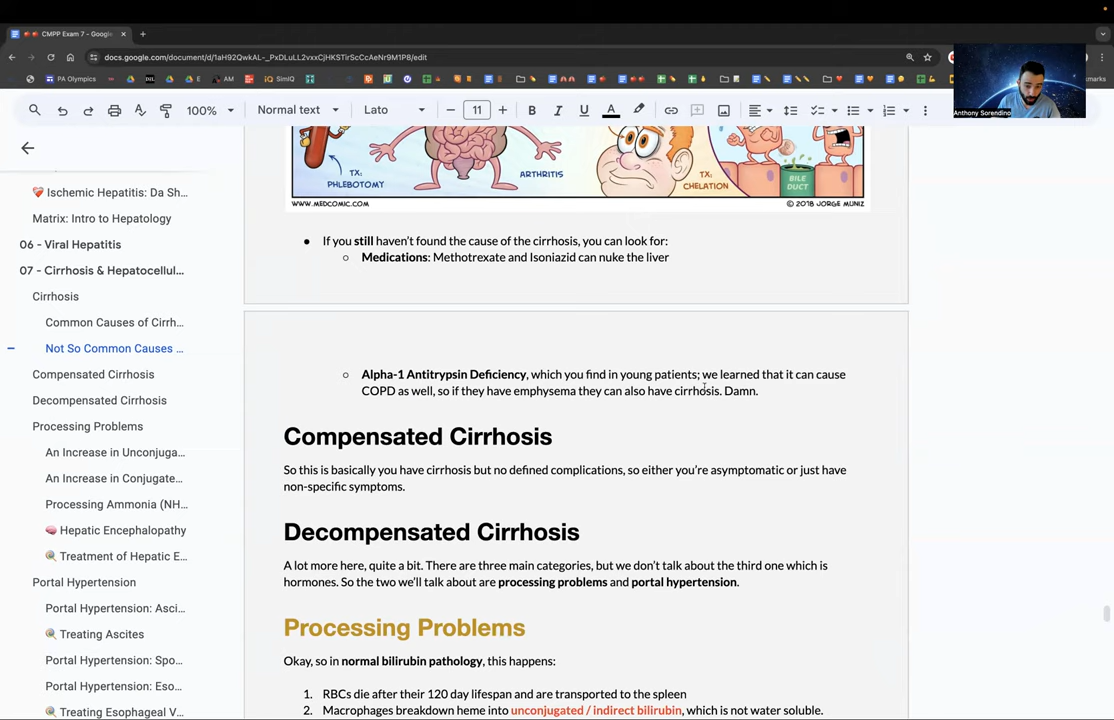 CMPP Exam 7 - Google
docs.google.com/document/d/1aH92QwkAL-_PxDLuLL2vxxCjHKSTirScCcAeNr9M1P8/edit
PA Olympics
E
AM
IQ SimIQ
marks
Anthony Sorendino
100%
Normal text
Lato
11
Ischemic Hepatitis: Da Sh...
Matrix: Intro to Hepatology
06 - Viral Hepatitis
07 - Cirrhosis & Hepatocellul...
Cirrhosis
Common Causes of Cirrh...
Not So Common Causes ...
Compensated Cirrhosis
Decompensated Cirrhosis
Processing Problems
An Increase in Unconjuga...
An Increase in Conjugate...
Processing Ammonia (NH...
Hepatic Encephalopathy
Treatment of Hepatic E...
Portal Hypertension
Portal Hypertension: Asci...
Treating Ascites
Portal Hypertension: Spo...
Portal Hypertension: Eso...
Treating Esophageal V...
TX:
PHLEBOTOMY
ARTHRITIS
TX:
CHELATION
BILE
DUCT
WWW.MEDCOMIC.COM
© 2018 JORGE MUNIZ
● If you still haven't found the cause of the cirrhosis, you can look for:
○ Medications: Methotrexate and Isoniazid can nuke the liver
○ Alpha-1 Antitrypsin Deficiency, which you find in young patients; we learned that it can cause
COPD as well, so if they have emphysema they can also have cirrhosis. Damn.
Compensated Cirrhosis
So this is basically you have cirrhosis but no defined complications, so either you're asymptomatic or just have
non-specific symptoms.
Decompensated Cirrhosis
A lot more here, quite a bit. There are three main categories, but we don't talk about the third one which is
hormones. So the two we'll talk about are processing problems and portal hypertension.
Processing Problems
Okay, so in normal bilirubin pathology, this happens:
1. RBCs die after their 120 day lifespan and are transported to the spleen
2. Macrophages breakdown heme into unconjugated / indirect bilirubin, which is not water soluble.